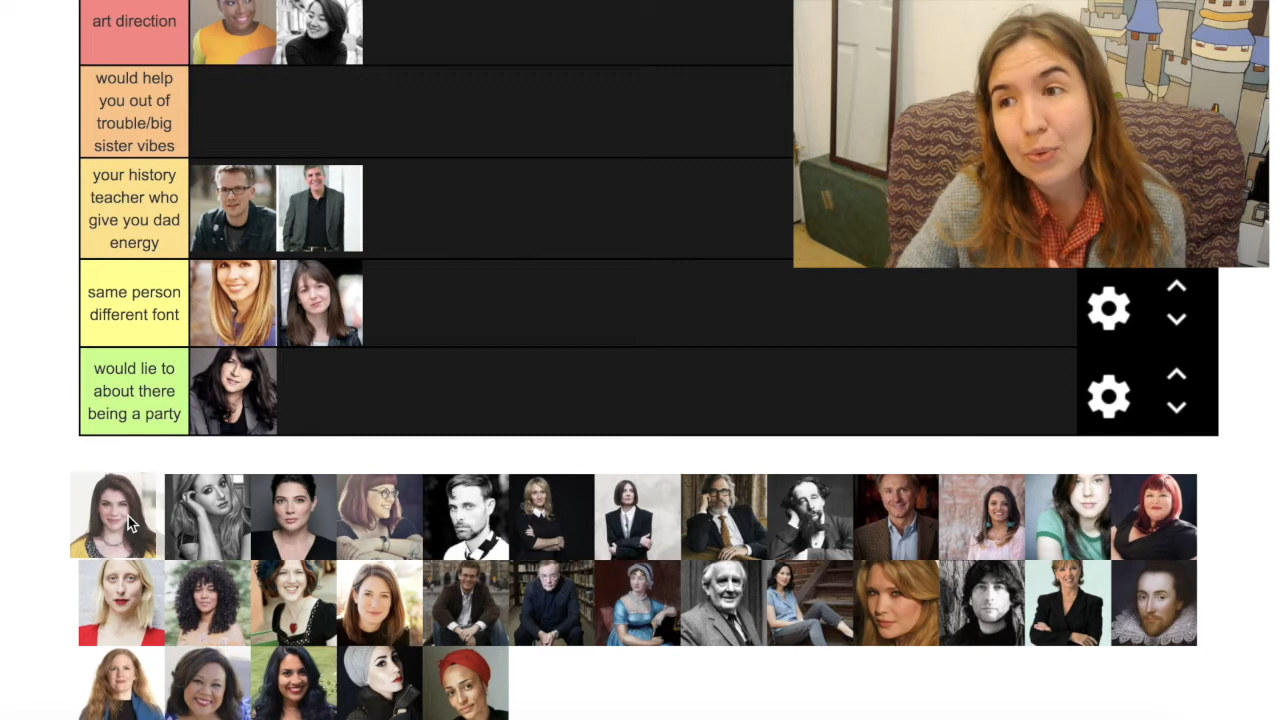 art direction
would help
you out of
trouble/big
sister vibes
your history
teacher who
give you dad
energy
same person
different font
would lie to
about there
being a party